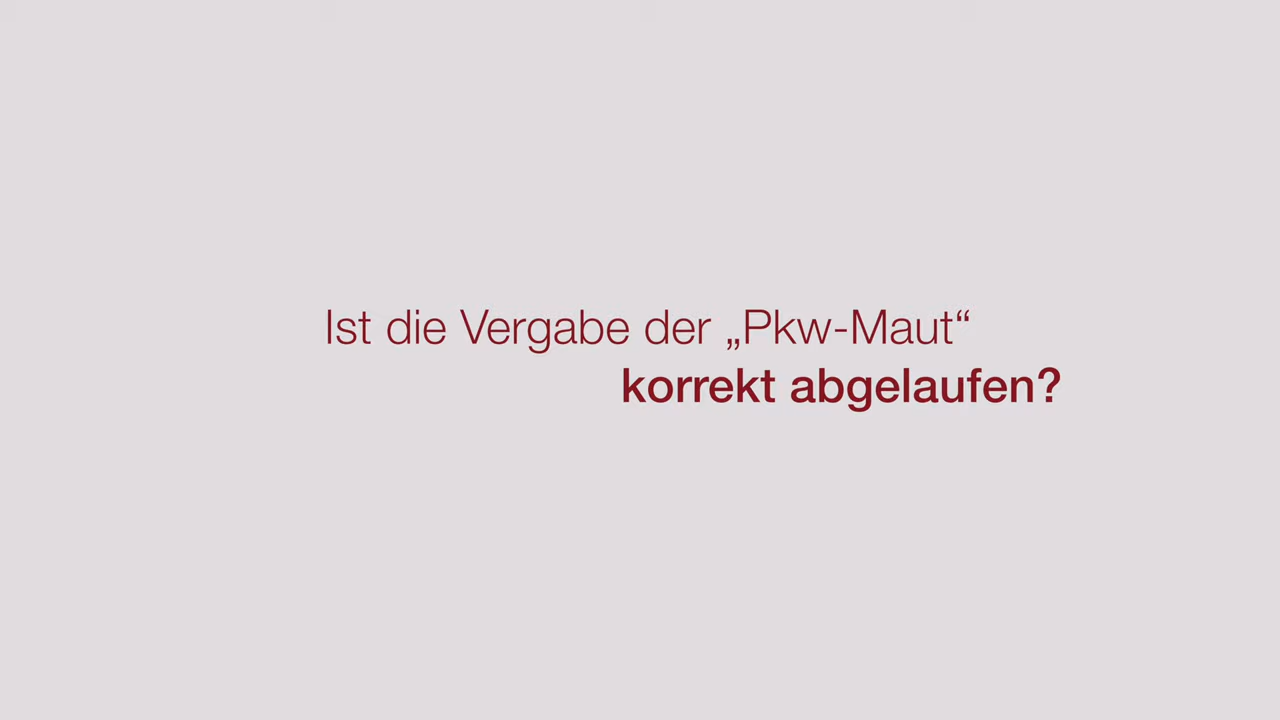 Ist die Vergabe der „Pkw-Maut“
korrekt abgelaufen?